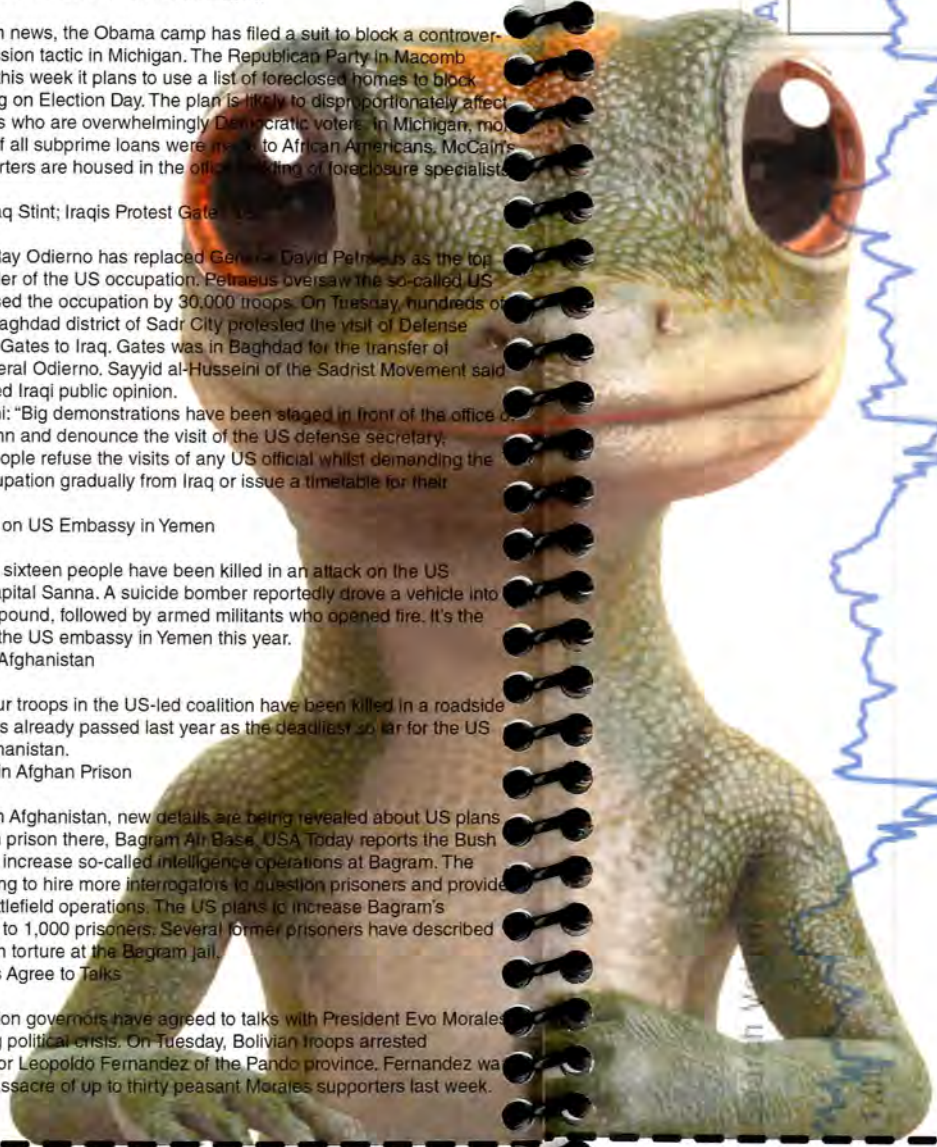 n news, the Obama camp has filed a suit to block a controver-
sion tactic in Michigan. The Republican Party in Macomb
this week it plans to use a list of foreclosed homes to block
g on Election Day. The plan is likely to disproportionately affect
s who are overwhelmingly Democratic voters. In Michigan, mo
f all subprime loans were made to African Americans. McCain's
rters are housed in the office building of foreclosure specialists
aq Stint; Iraqis Protest Gates
ay Odierno has replaced General David Petraeus as the top
er of the US occupation. Petraeus oversaw the so-called US
sed the occupation by 30,000 troops. On Tuesday, hundreds of
aghdad district of Sadr City protested the visit of Defense
Gates to Iraq. Gates was in Baghdad for the transfer of
eral Odierno. Sayyid al-Husseini of the Sadrist Movement said
ed Iraqi public opinion.
ni: "Big demonstrations have been staged in front of the office o
nn and denounce the visit of the US defense secretary,
ople refuse the visits of any US official whilst demanding the
upation gradually from Iraq or issue a timetable for their
on US Embassy in Yemen
sixteen people have been killed in an attack on the US
apital Sanna. A suicide bomber reportedly drove a vehicle into
pound, followed by armed militants who opened fire. It's the
the US embassy in Yemen this year.
Afghanistan
ur troops in the US-led coalition have been killed in a roadside
s already passed last year as the deadliest so far for the US
hanistan.
in Afghan Prison
n Afghanistan, new details are being revealed about US plans
n prison there, Bagram Air Base. USA Today reports the Bush
increase so-called intelligence operations at Bagram. The
ng to hire more interrogators to question prisoners and provide
ttlefield operations. The US plans to increase Bagram's
to 1,000 prisoners. Several former prisoners have described
n torture at the Bagram jail.
s Agree to Talks
ion governors have agreed to talks with President Evo Morales
g political crisis. On Tuesday, Bolivian troops arrested
or Leopoldo Fernandez of the Pando province. Fernandez wa
ssacre of up to thirty peasant Morales supporters last week.